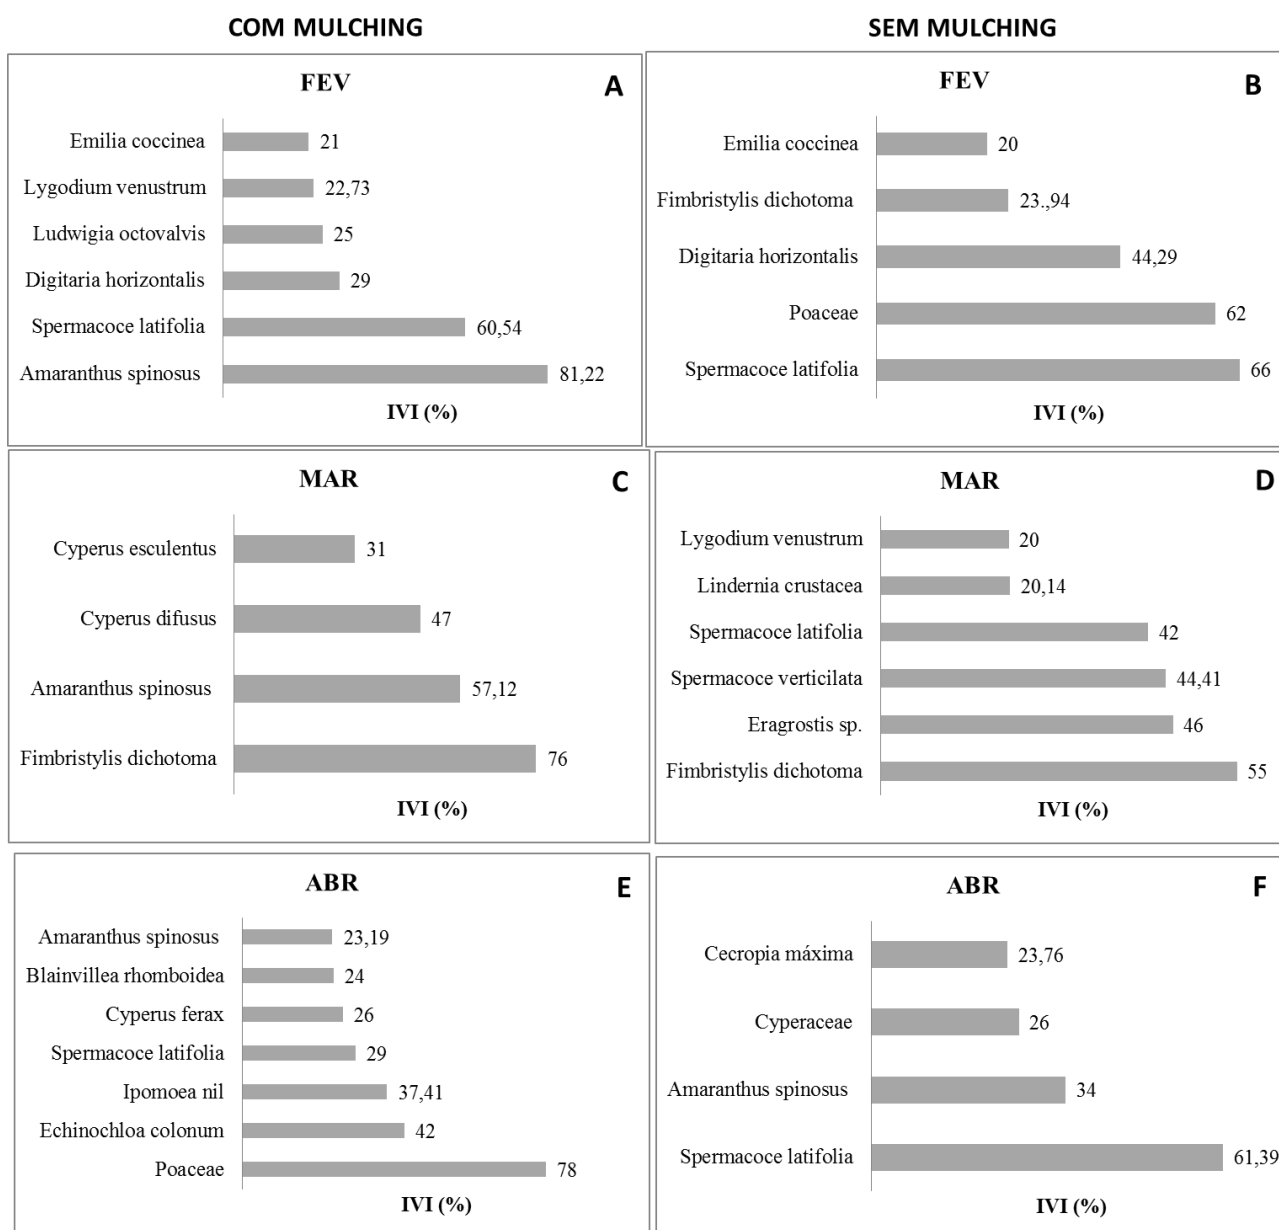 COM MULCHING
SEM MULCHING
FEV A
Emilia coccinea 21
Lygodium venustrum 22,73
Ludwigia octovalvis 25
Digitaria horizontalis 29
Spermacoce latifolia 60,54
Amaranthus spinosus 81,22
IVI (%)
FEV B
Emilia coccinea 20
Fimbristylis dichotoma 23.,94
Digitaria horizontalis 44,29
Poaceae 62
Spermacoce latifolia 66
IVI (%)
MAR C
Cyperus esculentus 31
Cyperus difusus 47
Amaranthus spinosus 57,12
Fimbristylis dichotoma 76
IVI (%)
MAR D
Lygodium venustrum 20
Lindernia crustacea 20,14
Spermacoce latifolia 42
Spermacoce verticilata 44,41
Eragrostis sp. 46
Fimbristylis dichotoma 55
IVI (%)
ABR E
Amaranthus spinosus 23,19
Blainvillea rhomboidea 24
Cyperus ferax 26
Spermacoce latifolia 29
Ipomoea nil 37,41
Echinochloa colonum 42
Poaceae 78
IVI (%)
ABR F
Cecropia máxima 23,76
Cyperaceae 26
Amaranthus spinosus 34
Spermacoce latifolia 61,39
IVI (%)